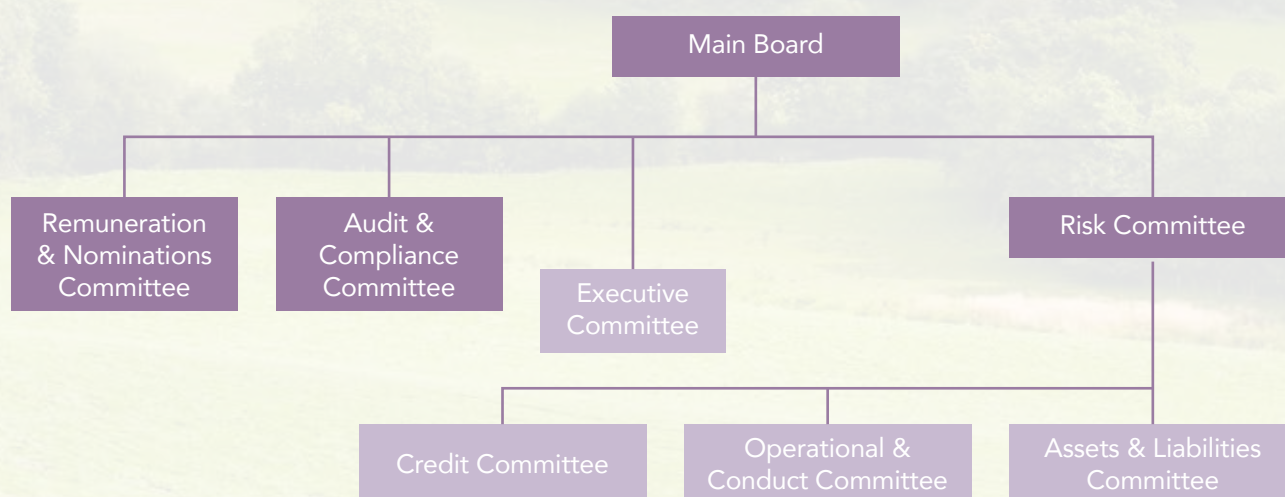 Main Board
Remuneration
& Nominations
Committee
Audit &
Compliance
Committee
Executive
Committee
Risk Committee
Credit Committee
Operational &
Conduct Committee
Assets & Liabilities
Committee